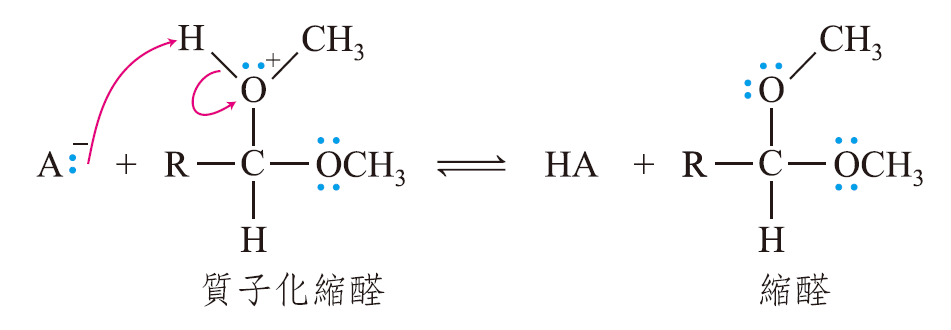 H CH₃ CH₃
O⁺ O
A:⁻ + R—C—OCH₃ ⇌ HA + R—C—OCH₃
H H
質子化縮醛 縮醛